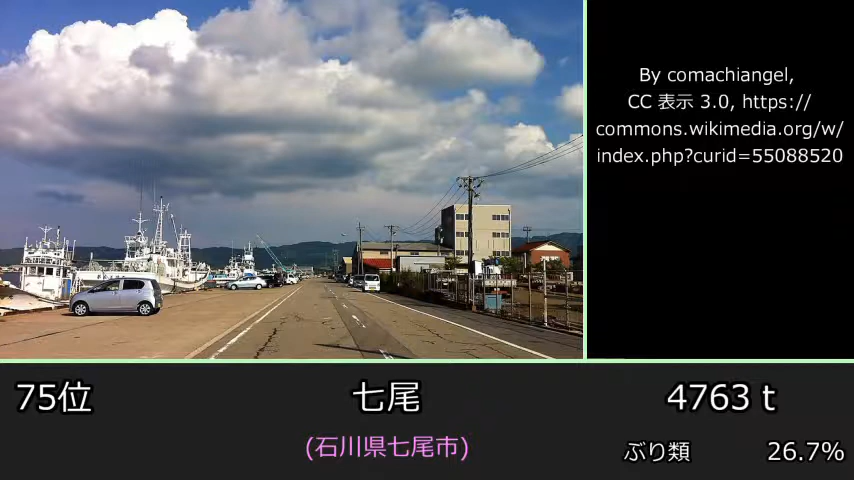 By comachiangel,
CC 表示 3.0, https://
commons.wikimedia.org/w/
index.php?curid=55088520
75位
七尾
4763 t
(石川県七尾市)
ぶり類
26.7%